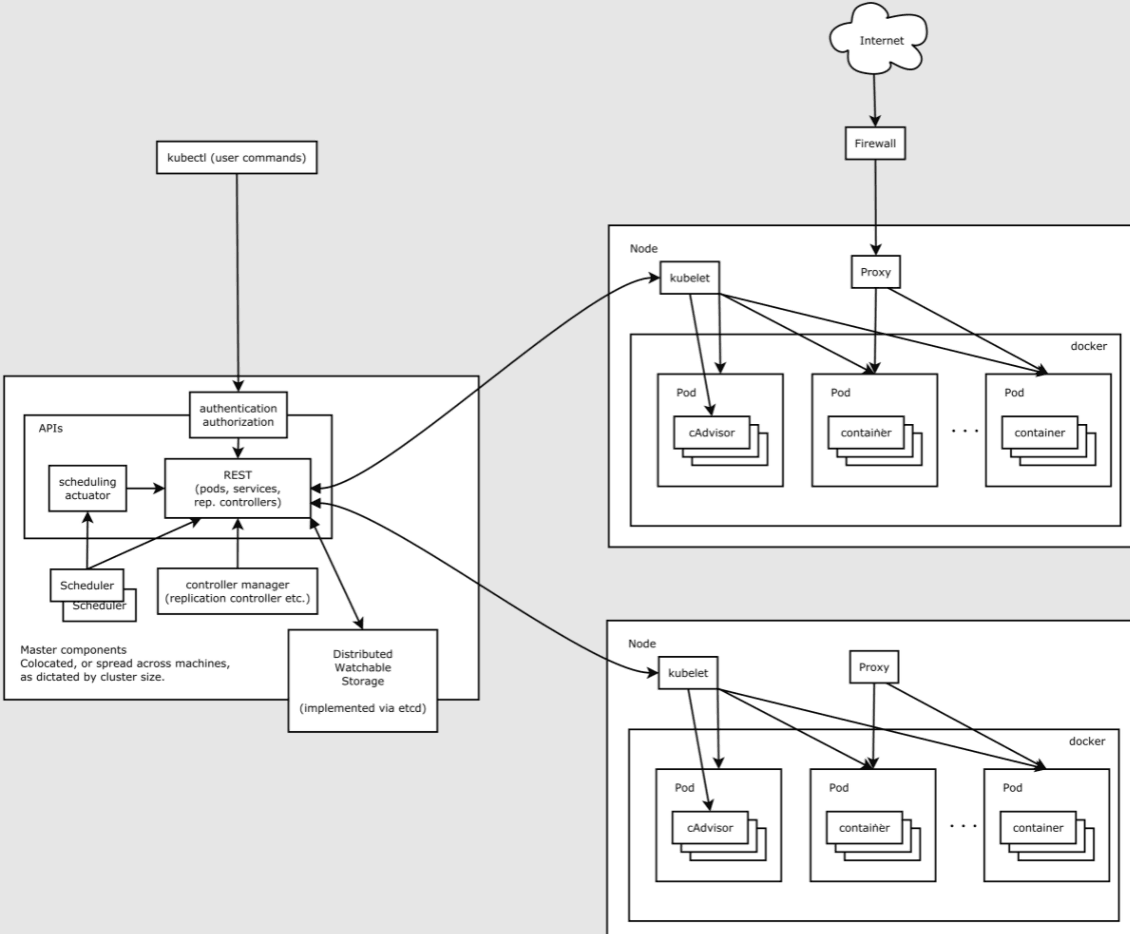 Internet
Firewall
kubectl (user commands)
Node
kubelet
Proxy
docker
Pod
cAdvisor
Pod
container
. . .
Pod
container
authentication
authorization
APIs
REST
(pods, services,
rep. controllers)
scheduling
actuator
Scheduler
Scheduler
controller manager
(replication controller etc.)
Master components
Colocated, or spread across machines,
as dictated by cluster size.
Distributed
Watchable
Storage
(implemented via etcd)
Node
kubelet
Proxy
docker
Pod
cAdvisor
Pod
container
. . .
Pod
container